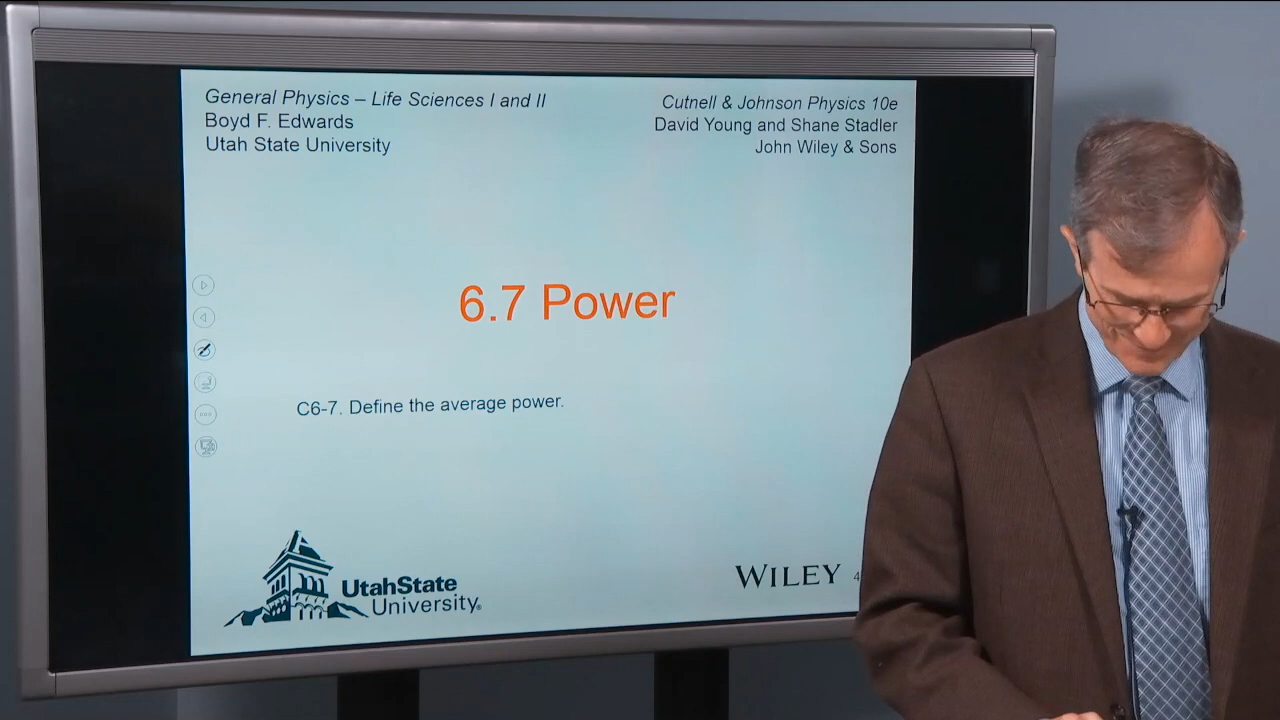 General Physics – Life Sciences I and II
Boyd F. Edwards
Utah State University
Cutnell & Johnson Physics 10e
David Young and Shane Stadler
John Wiley & Sons
6.7 Power
C6-7. Define the average power.
UtahState
University
WILEY
4